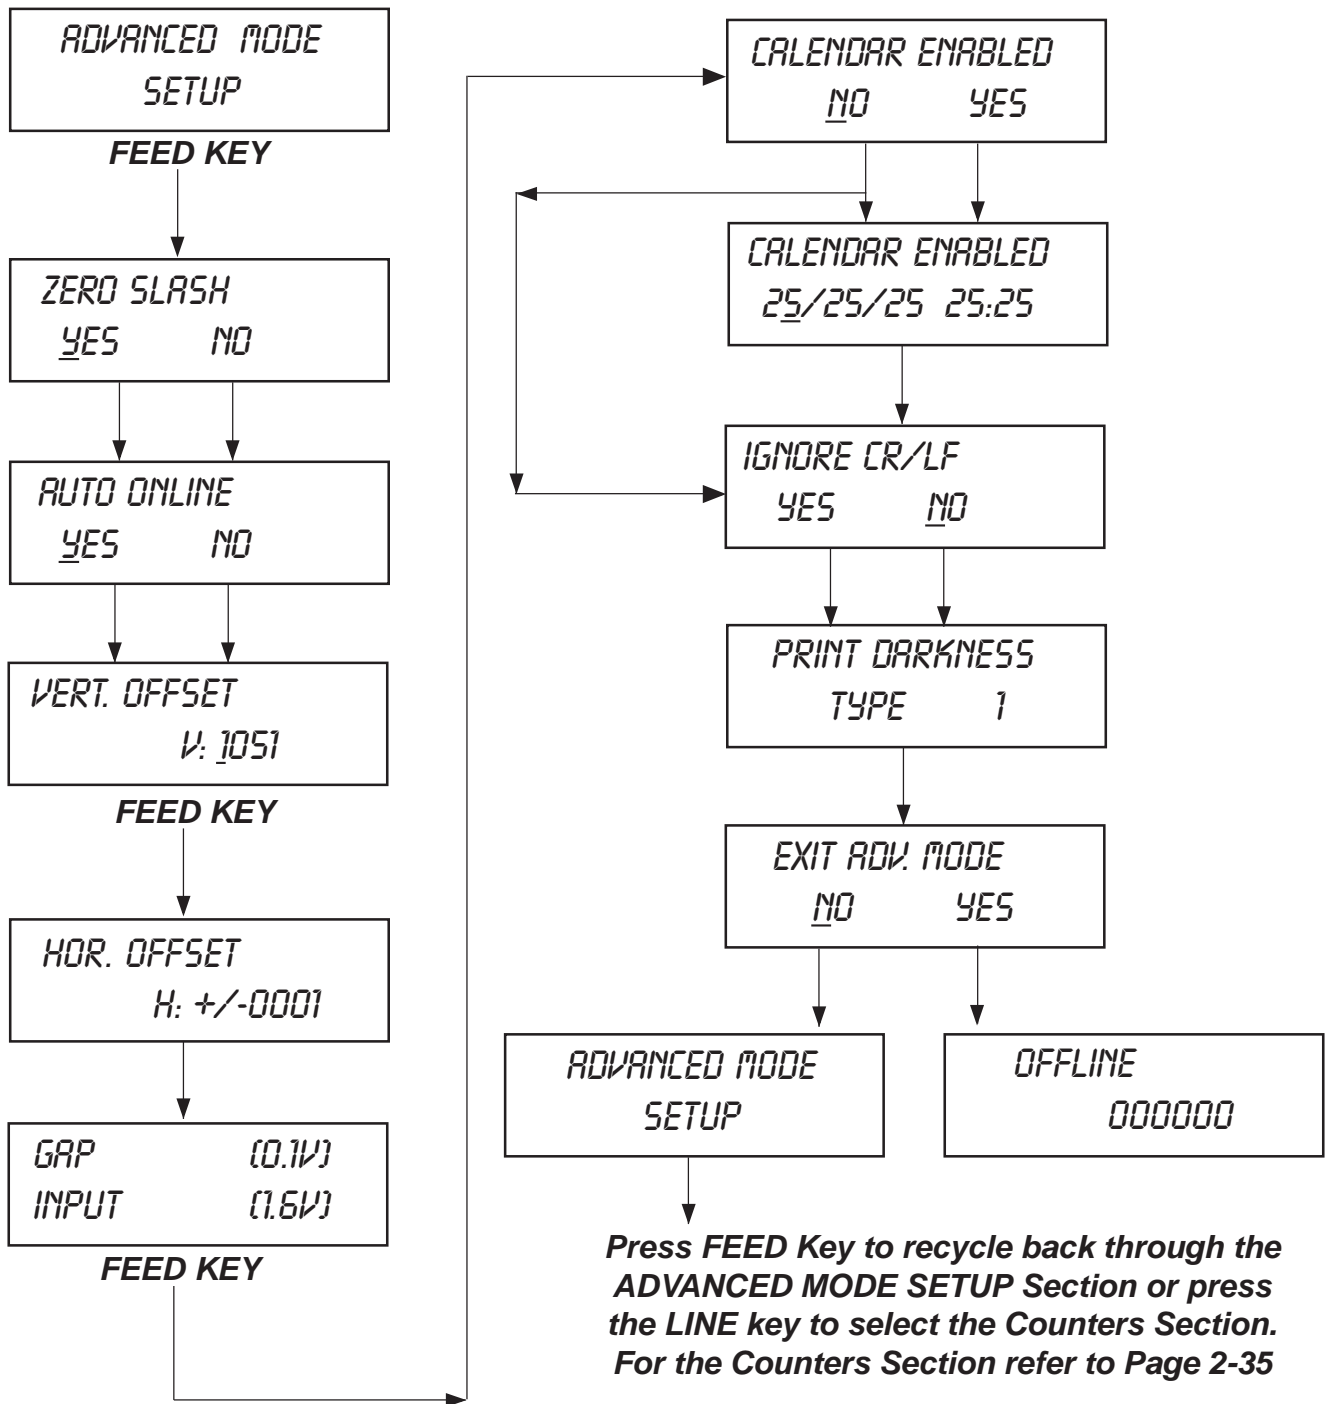 ADVANCED MODE
SETUP
FEED KEY
ZERO SLASH
YES NO
AUTO ONLINE
YES NO
VERT. OFFSET
V: 1051
FEED KEY
HOR. OFFSET
H: +/-0001
GAP (0.1V)
INPUT (1.6V)
FEED KEY
CALENDAR ENABLED
NO YES
CALENDAR ENABLED
25/25/25 25:25
IGNORE CR/LF
YES NO
PRINT DARKNESS
TYPE 1
EXIT ADV. MODE
NO YES
ADVANCED MODE
SETUP
OFFLINE
000000
Press FEED Key to recycle back through the
ADVANCED MODE SETUP Section or press
the LINE key to select the Counters Section.
For the Counters Section refer to Page 2-35